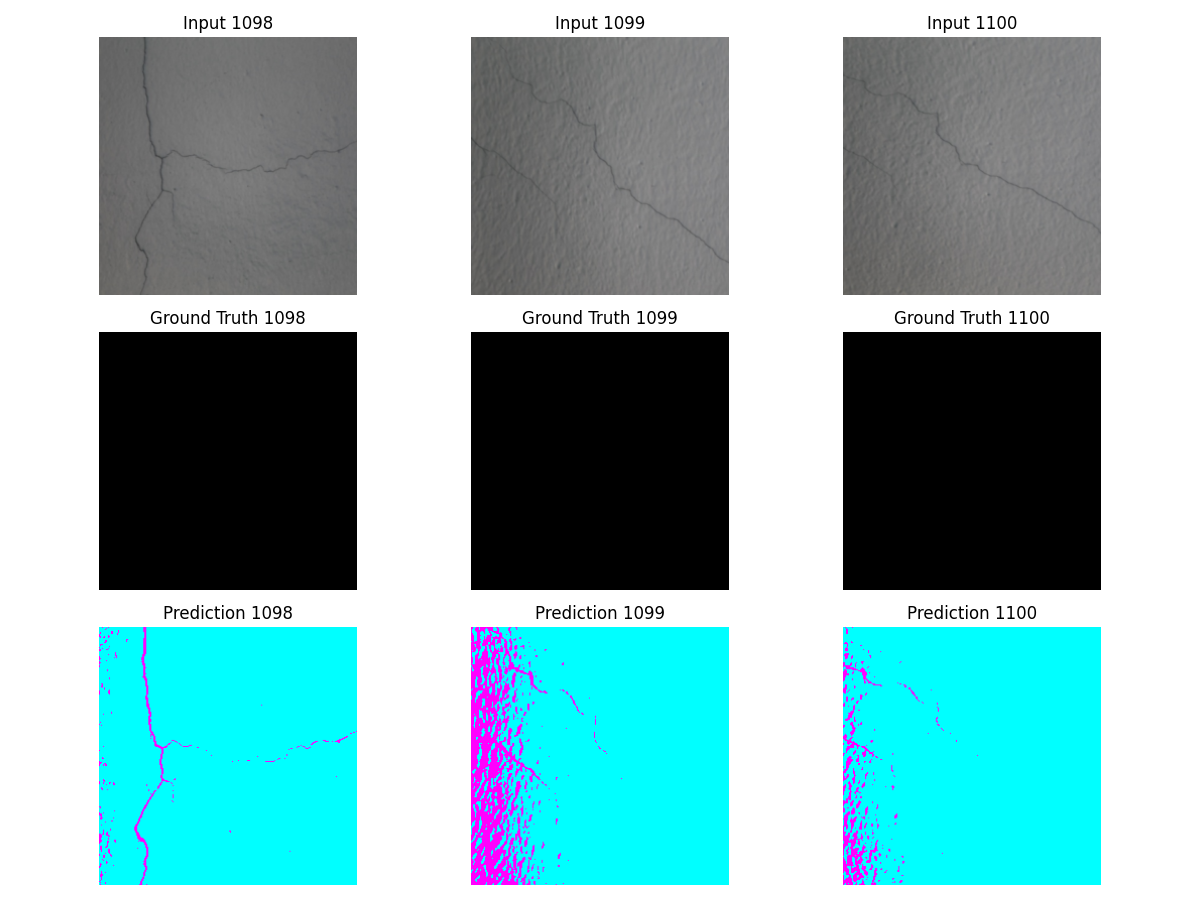 Input 1098
Input 1099
Input 1100
Ground Truth 1098
Ground Truth 1099
Ground Truth 1100
Prediction 1098
Prediction 1099
Prediction 1100